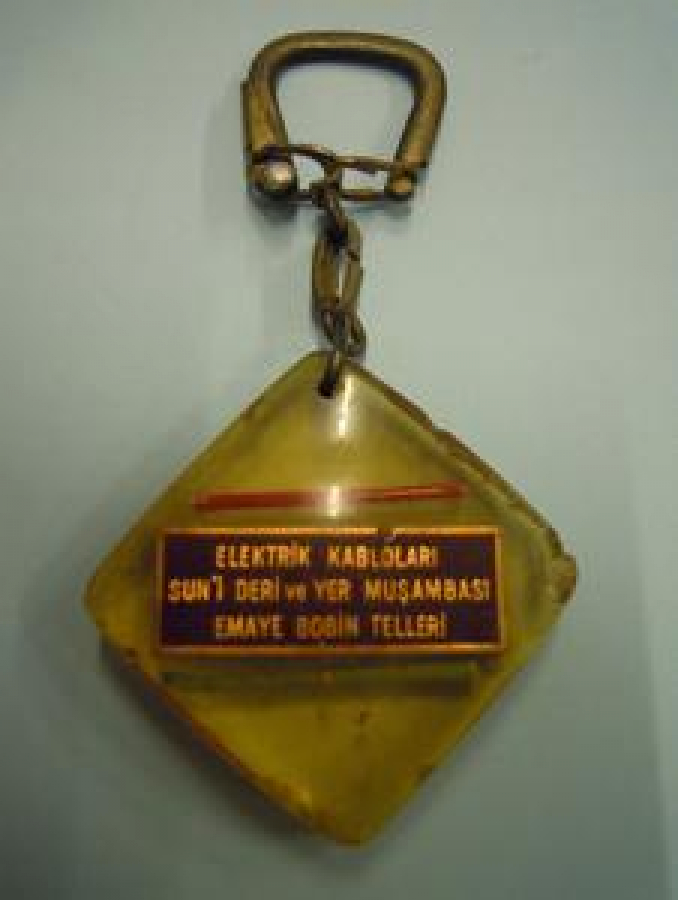 ELEKTRİK KABLOLARI
SUN'İ DERİ ve YER MUŞAMBASI
EMAYE BOBİN TELLERİ